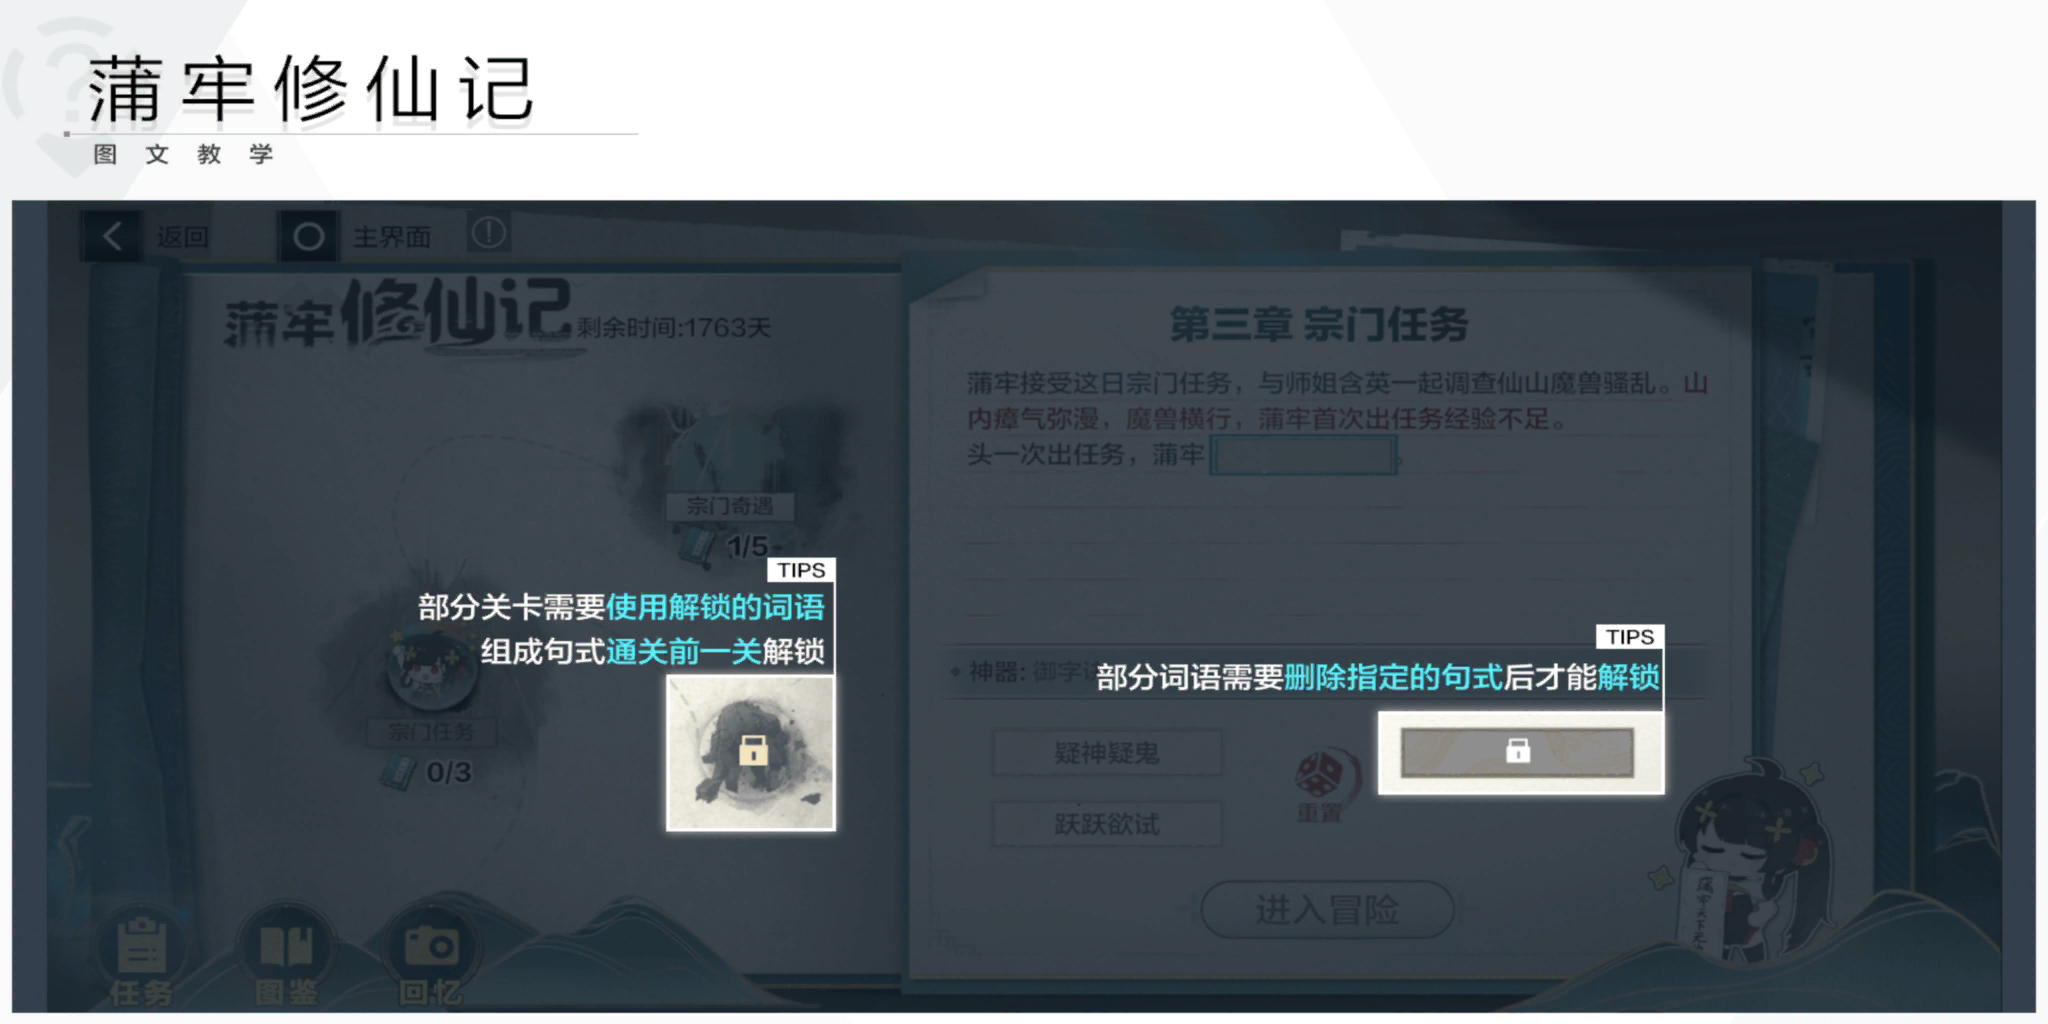 蒲牢修仙记
图文教学
返回
主界面
蒲牢修仙记
剩余时间:1763天
宗门奇遇
1/5
TIPS
部分关卡需要使用解锁的词语
组成句式通关前一关解锁
宗门任务
0/3
任务
图鉴
回忆
第三章 宗门任务
蒲牢接受这日宗门任务，与师姐含英一起调查仙山魔兽骚乱。山
内瘴气弥漫，魔兽横行，蒲牢首次出任务经验不足。
头一次出任务，蒲牢
TIPS
神器: 御字
部分词语需要删除指定的句式后才能解锁
疑神疑鬼
跃跃欲试
重置
进入冒险